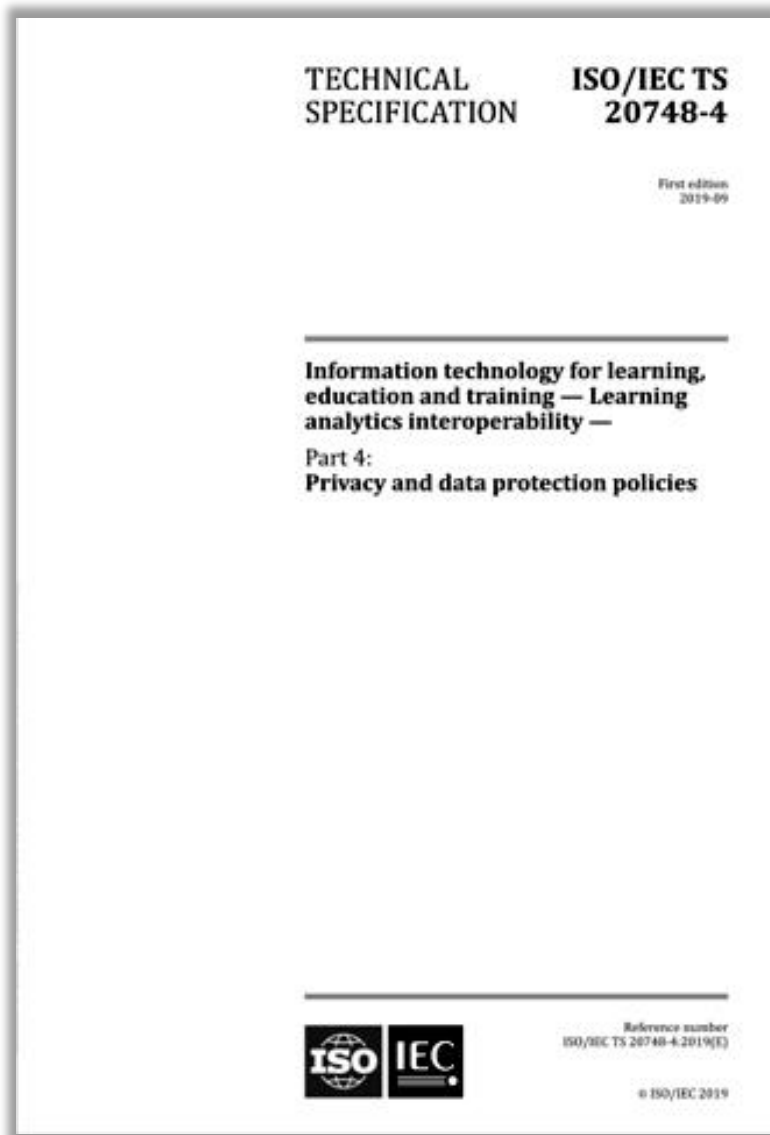 TECHNICAL
SPECIFICATION
ISO/IEC TS
20748-4
First edition
2019-09
Information technology for learning,
education and training — Learning
analytics interoperability —
Part 4:
Privacy and data protection policies
ISO
IEC
Reference number
ISO/IEC TS 20748-4:2019(E)
© ISO/IEC 2019